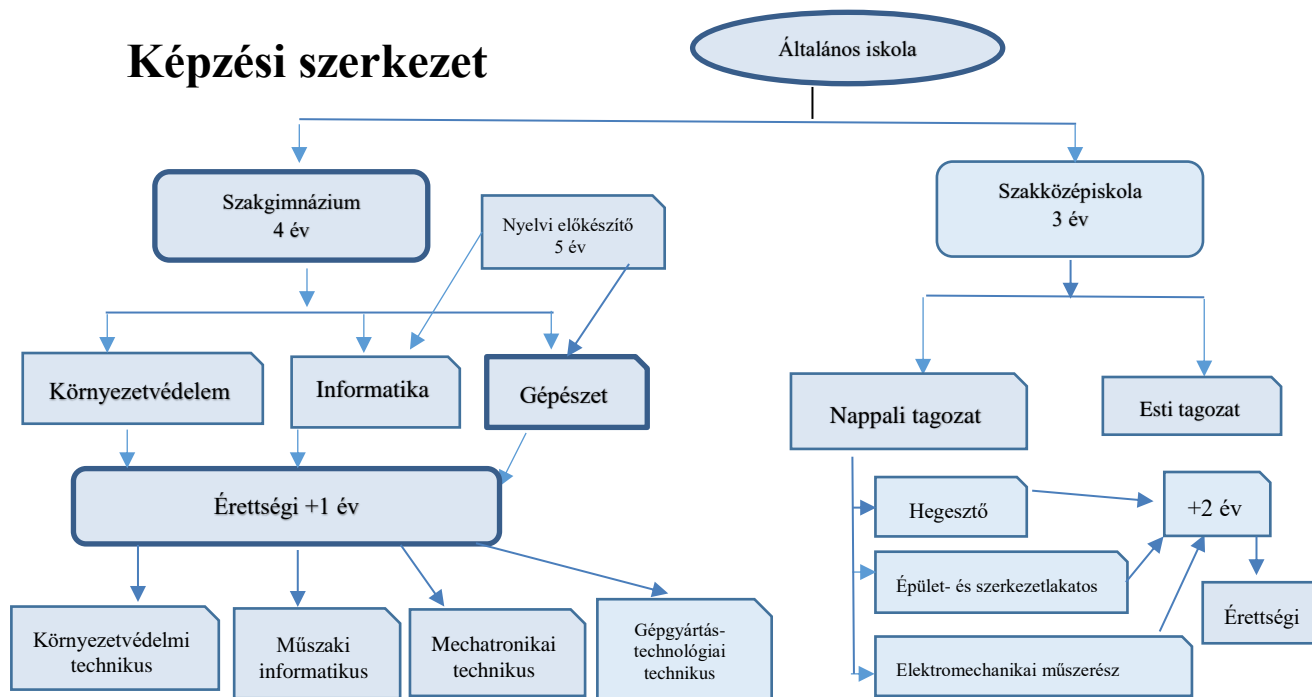 Képzési szerkezet
Általános iskola
Szakgimnázium
4 év
Nyelvi előkészítő
5 év
Szakközépiskola
3 év
Környezetvédelem
Informatika
Gépészet
Nappali tagozat
Esti tagozat
Érettségi +1 év
Hegesztő
+2 év
Épület- és szerkezetlakatos
Érettségi
Elektromechanikai műszerész
Környezetvédelmi
technikus
Műszaki
informatikus
Mechatronikai
technikus
Gépgyártás-
technológiai
technikus